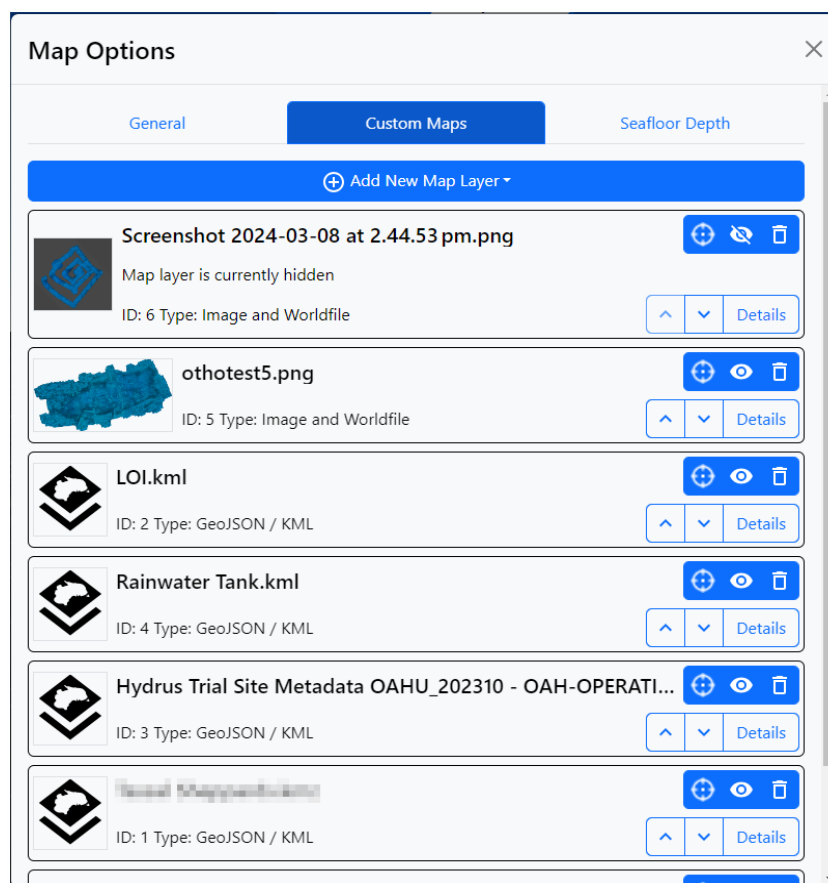 Map Options
General Custom Maps Seafloor Depth
Add New Map Layer
Screenshot 2024-03-08 at 2.44.53 pm.png
Map layer is currently hidden
ID: 6 Type: Image and Worldfile
Details
othotest5.png
ID: 5 Type: Image and Worldfile
Details
LOI.kml
ID: 2 Type: GeoJSON / KML
Details
Rainwater Tank.kml
ID: 4 Type: GeoJSON / KML
Details
Hydrus Trial Site Metadata OAHU_202310 - OAH-OPERATI...
ID: 3 Type: GeoJSON / KML
Details
ID: 1 Type: GeoJSON / KML
Details